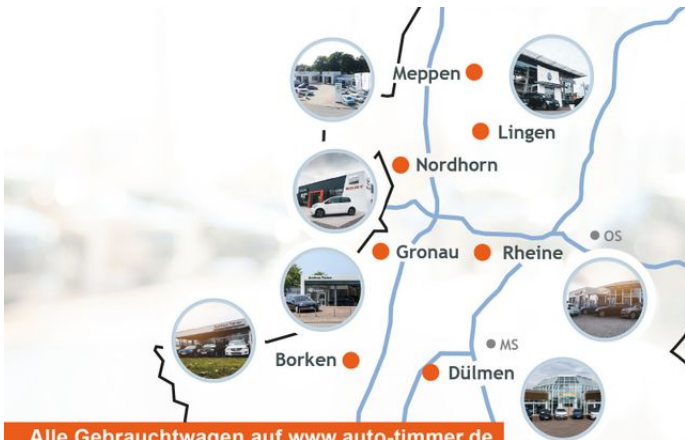 Meppen
Lingen
Nordhorn
OS
Gronau
Rheine
MS
Borken
Dülmen
Alle Gebrauchtwagen auf www.auto-timmer.de